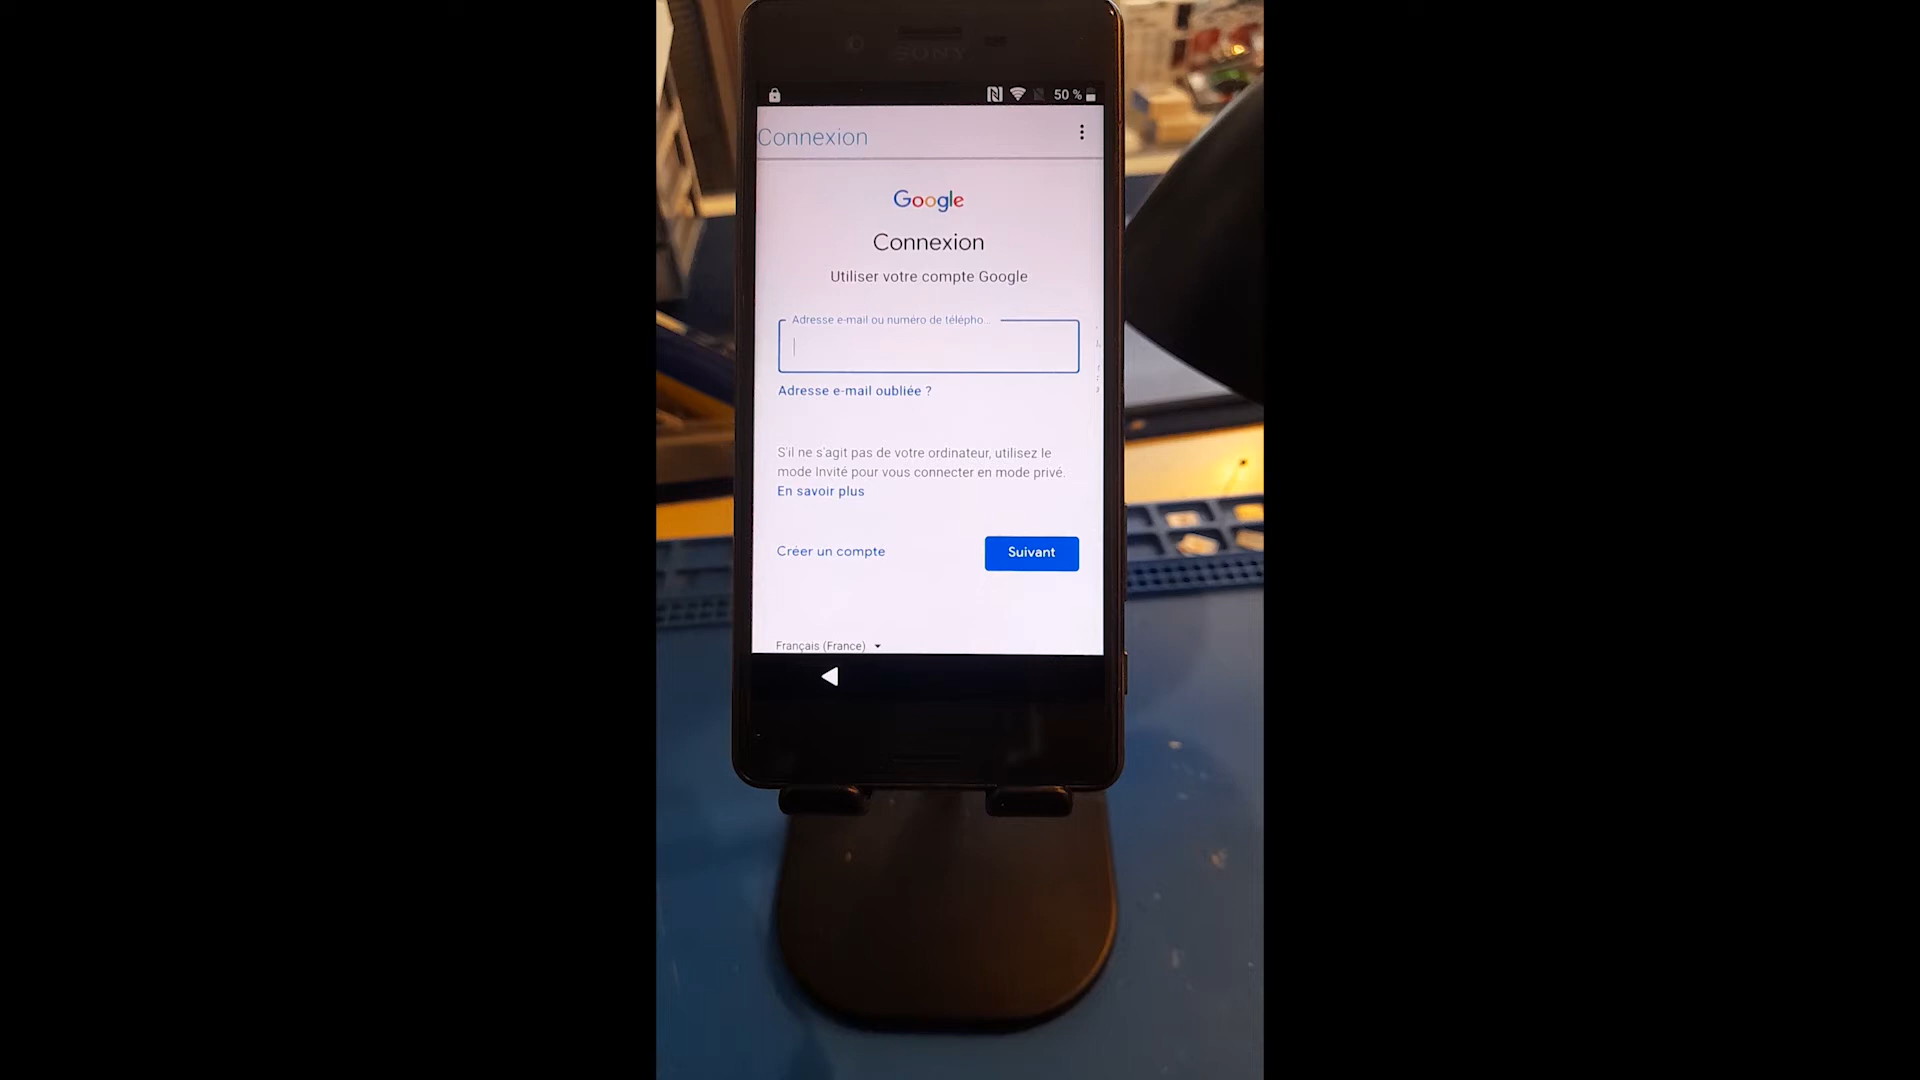 SONY
50 %
Connexion
Google
Connexion
Utiliser votre compte Google
Adresse e-mail ou numéro de télépho...
Adresse e-mail oubliée ?
S'il ne s'agit pas de votre ordinateur, utilisez le
mode Invité pour vous connecter en mode privé.
En savoir plus
Créer un compte
Suivant
Français (France)